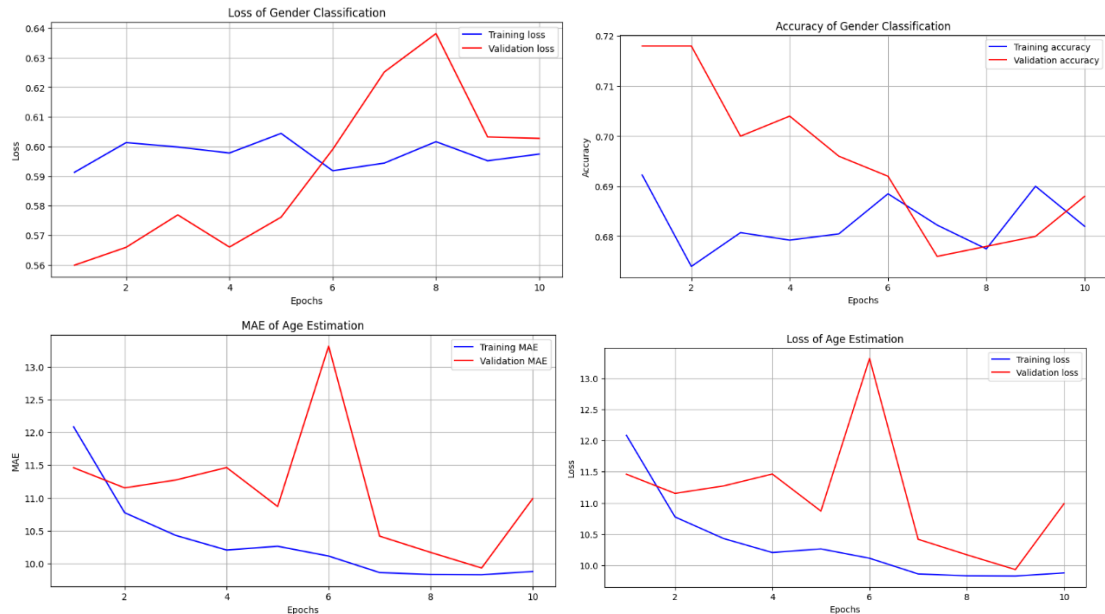 Loss of Gender Classification
Training loss
Validation loss
0.64
0.63
0.62
0.61
0.60
0.59
0.58
0.57
0.56
Loss
2
4
6
8
10
Epochs
Accuracy of Gender Classification
Training accuracy
Validation accuracy
0.72
0.71
0.70
0.69
0.68
Accuracy
2
4
6
8
10
Epochs
MAE of Age Estimation
Training MAE
Validation MAE
13.0
12.5
12.0
11.5
11.0
10.5
10.0
MAE
2
4
6
8
10
Epochs
Loss of Age Estimation
Training loss
Validation loss
13.0
12.5
12.0
11.5
11.0
10.5
10.0
Loss
2
4
6
8
10
Epochs